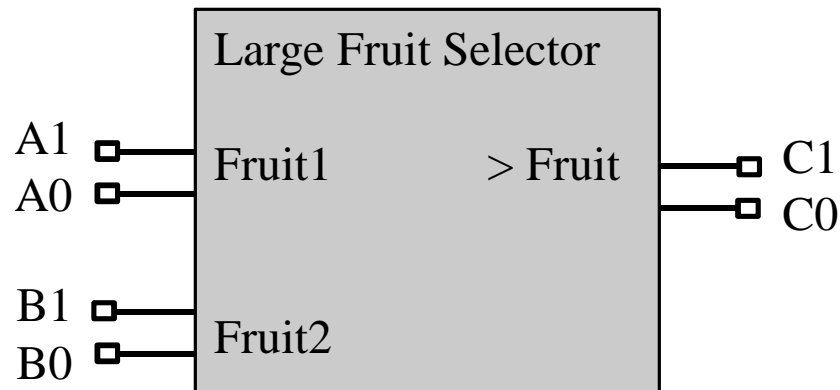 Large Fruit Selector
A1
A0
Fruit1
> Fruit
C1
C0
B1
B0
Fruit2